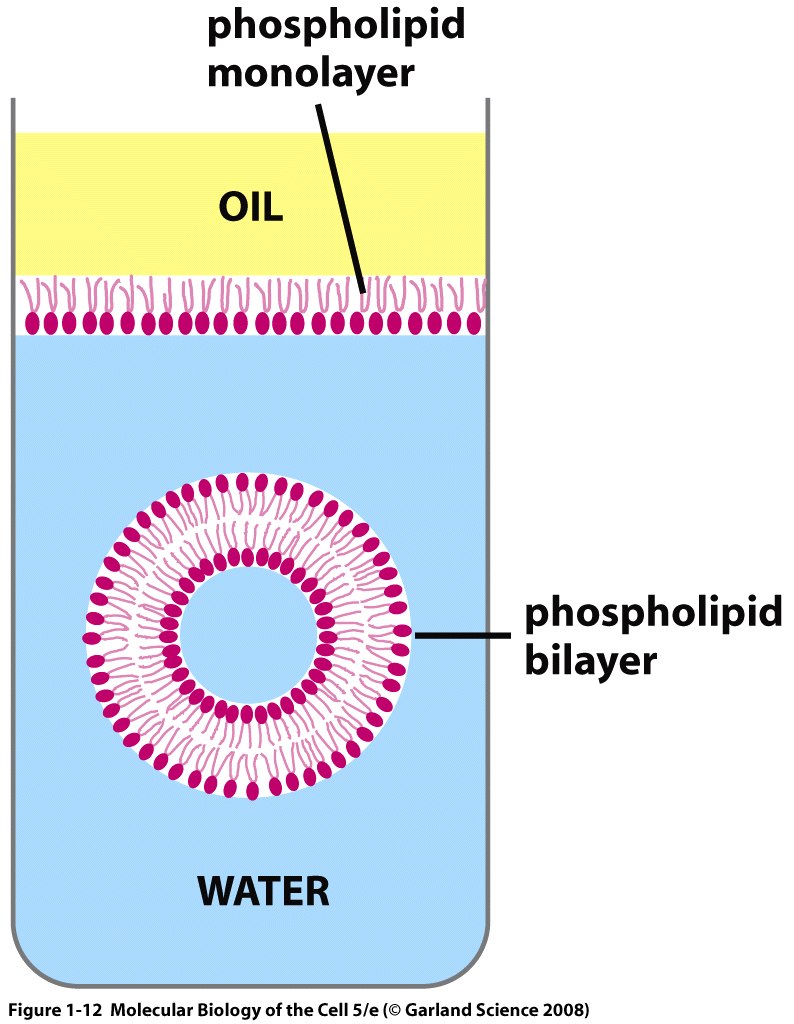 phospholipid
monolayer
OIL
phospholipid
bilayer
WATER
Figure 1-12 Molecular Biology of the Cell 5/e (© Garland Science 2008)